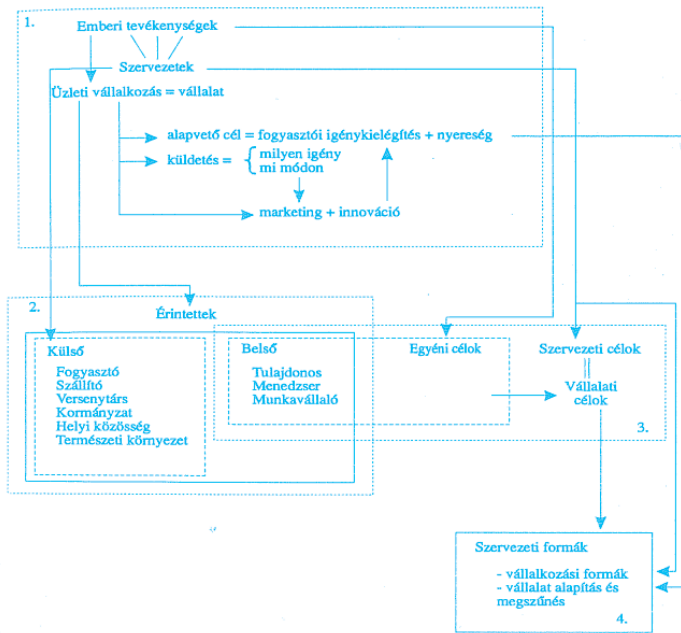 1.
Emberi tevékenységek
Szervezetek
Üzleti vállalkozás = vállalat
alapvető cél = fogyasztói igénykielégítés + nyereség
küldetés = { milyen igény
mi módon
marketing + innováció
2.
Érintettek
Külső
Fogyasztó
Szállító
Versenytárs
Kormányzat
Helyi közösség
Természeti környezet
Belső
Tulajdonos
Menedzser
Munkavállaló
Egyéni célok
Szervezeti célok
Vállalati
célok
3.
Szervezeti formák
- vállalkozási formák
- vállalat alapítás és
megszűnés
4.